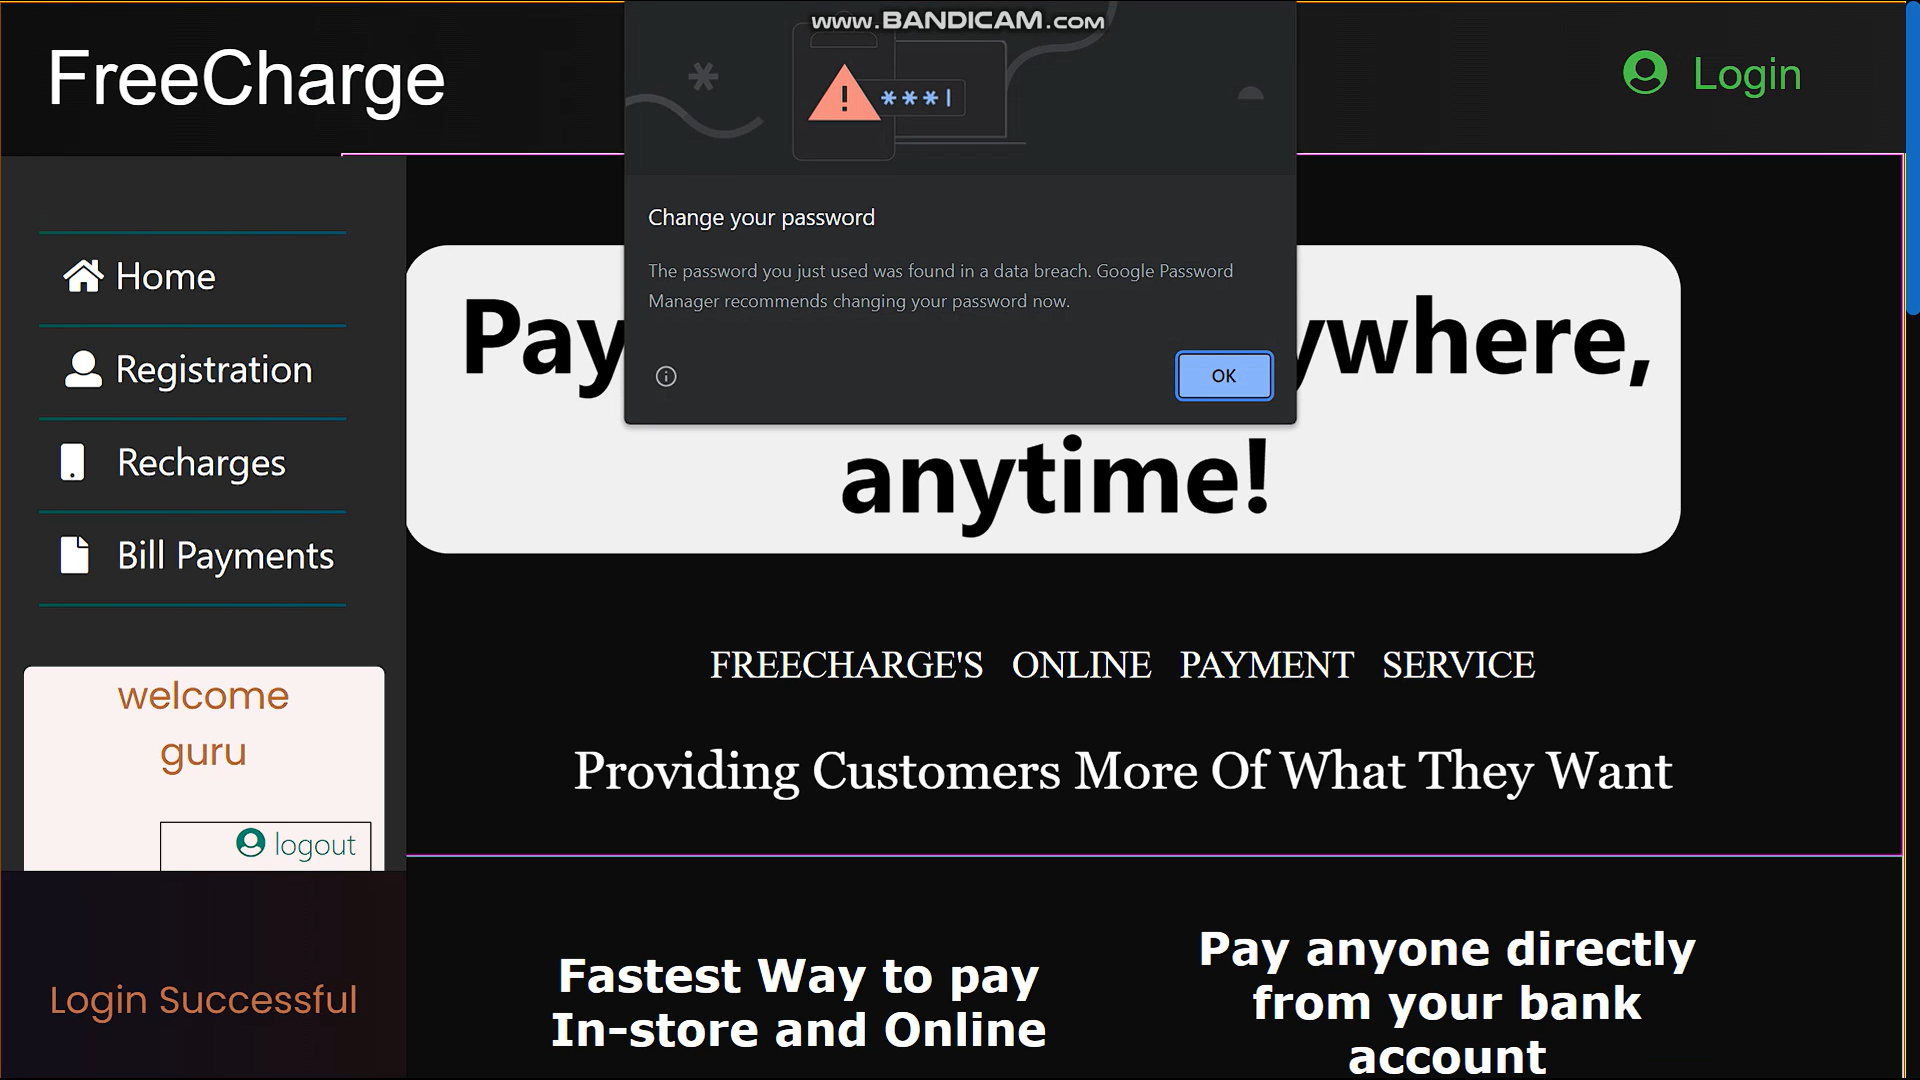 www.BANDICAM.com
FreeCharge
Login
***
Change your password
The password you just used was found in a data breach. Google Password
Manager recommends changing your password now.
OK
Home
Registration
Recharges
Bill Payments
welcome
guru
logout
Login Successful
Pay ywhere,
anytime!
FREECHARGE'S ONLINE PAYMENT SERVICE
Providing Customers More Of What They Want
Fastest Way to pay
In-store and Online
Pay anyone directly
from your bank
account